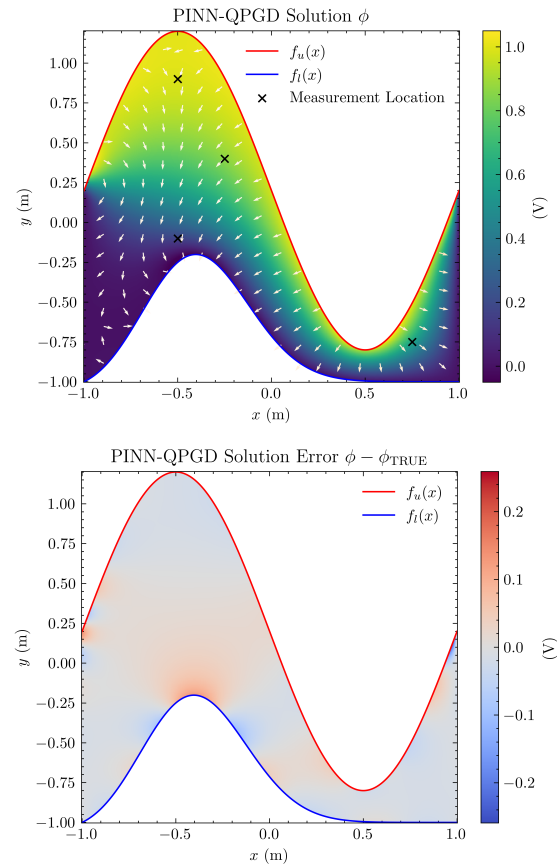 PINN-QPGD Solution ϕ
1.00
0.75
0.50
0.25
0.00
−0.25
−0.50
−0.75
−1.00
y (m)
f_u(x)
f_l(x)
Measurement Location
−1.0 −0.5 0.0 0.5 1.0
x (m)
1.0
0.8
0.6
0.4
0.2
0.0
(V)
PINN-QPGD Solution Error ϕ − ϕ_TRUE
1.00
0.75
0.50
0.25
0.00
−0.25
−0.50
−0.75
−1.00
y (m)
f_u(x)
f_l(x)
−1.0 −0.5 0.0 0.5 1.0
x (m)
0.2
0.1
0.0
−0.1
−0.2
(V)